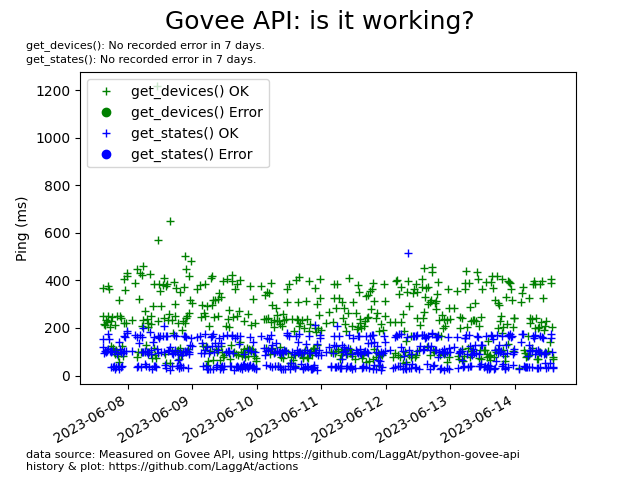 Govee API: is it working?
get_devices(): No recorded error in 7 days.
get_states(): No recorded error in 7 days.
get_devices() OK
get_devices() Error
get_states() OK
get_states() Error
1200
1000
800
600
400
200
0
Ping (ms)
2023-06-08
2023-06-09
2023-06-10
2023-06-11
2023-06-12
2023-06-13
2023-06-14
data source: Measured on Govee API, using https://github.com/LaggAt/python-govee-api
history & plot: https://github.com/LaggAt/actions